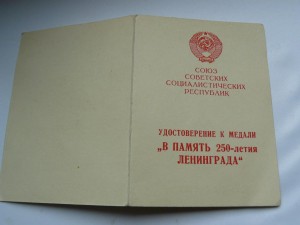 СОЮЗ
СОВЕТСКИХ
СОЦИАЛИСТИЧЕСКИХ
РЕСПУБЛИК
УДОСТОВЕРЕНИЕ К МЕДАЛИ
„В ПАМЯТЬ 250-летия
ЛЕНИНГРАДА“